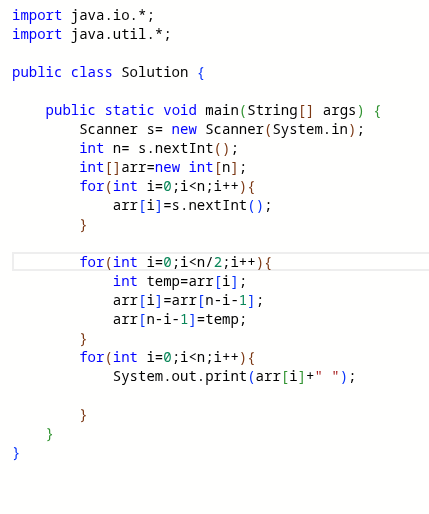 import java.io.*;
import java.util.*;

public class Solution {

    public static void main(String[] args) {
        Scanner s= new Scanner(System.in);
        int n= s.nextInt();
        int[]arr=new int[n];
        for(int i=0;i<n;i++){
            arr[i]=s.nextInt();
        }

        for(int i=0;i<n/2;i++){
            int temp=arr[i];
            arr[i]=arr[n-i-1];
            arr[n-i-1]=temp;
        }
        for(int i=0;i<n;i++){
            System.out.print(arr[i]+" ");

        }
    }
}